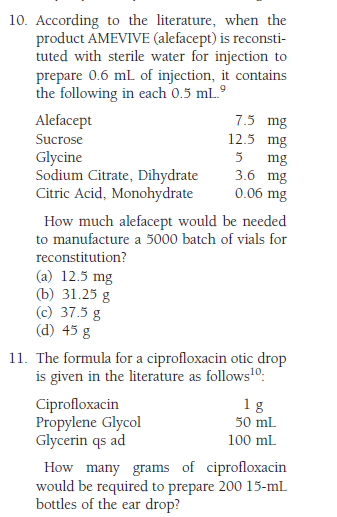 10. According to the literature, when the
product AMEVIVE (alefacept) is reconsti-
tuted with sterile water for injection to
prepare 0.6 mL of injection, it contains
the following in each 0.5 mL.9
Alefacept 7.5 mg
Sucrose 12.5 mg
Glycine 5 mg
Sodium Citrate, Dihydrate 3.6 mg
Citric Acid, Monohydrate 0.06 mg
How much alefacept would be needed
to manufacture a 5000 batch of vials for
reconstitution?
(a) 12.5 mg
(b) 31.25 g
(c) 37.5 g
(d) 45 g
11. The formula for a ciprofloxacin otic drop
is given in the literature as follows10:
Ciprofloxacin 1 g
Propylene Glycol 50 mL
Glycerin qs ad 100 mL
How many grams of ciprofloxacin
would be required to prepare 200 15-mL
bottles of the ear drop?